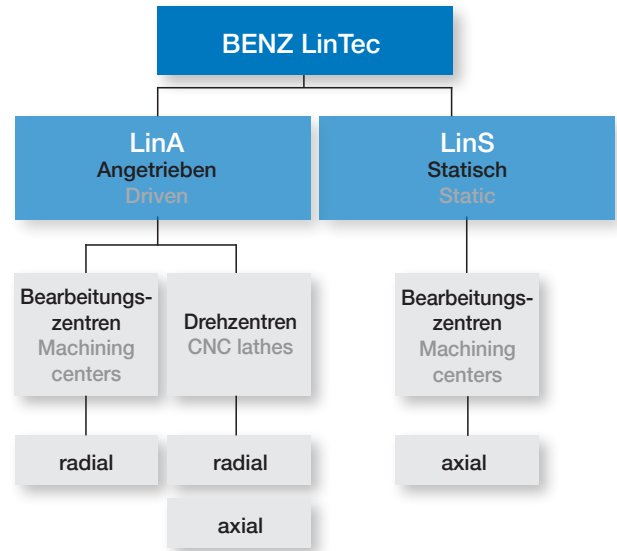 BENZ LinTec
LinA
Angetrieben
Driven
LinS
Statisch
Static
Bearbeitungs-
zentren
Machining
centers
Drehzentren
CNC lathes
Bearbeitungs-
zentren
Machining
centers
radial
radial
axial
axial